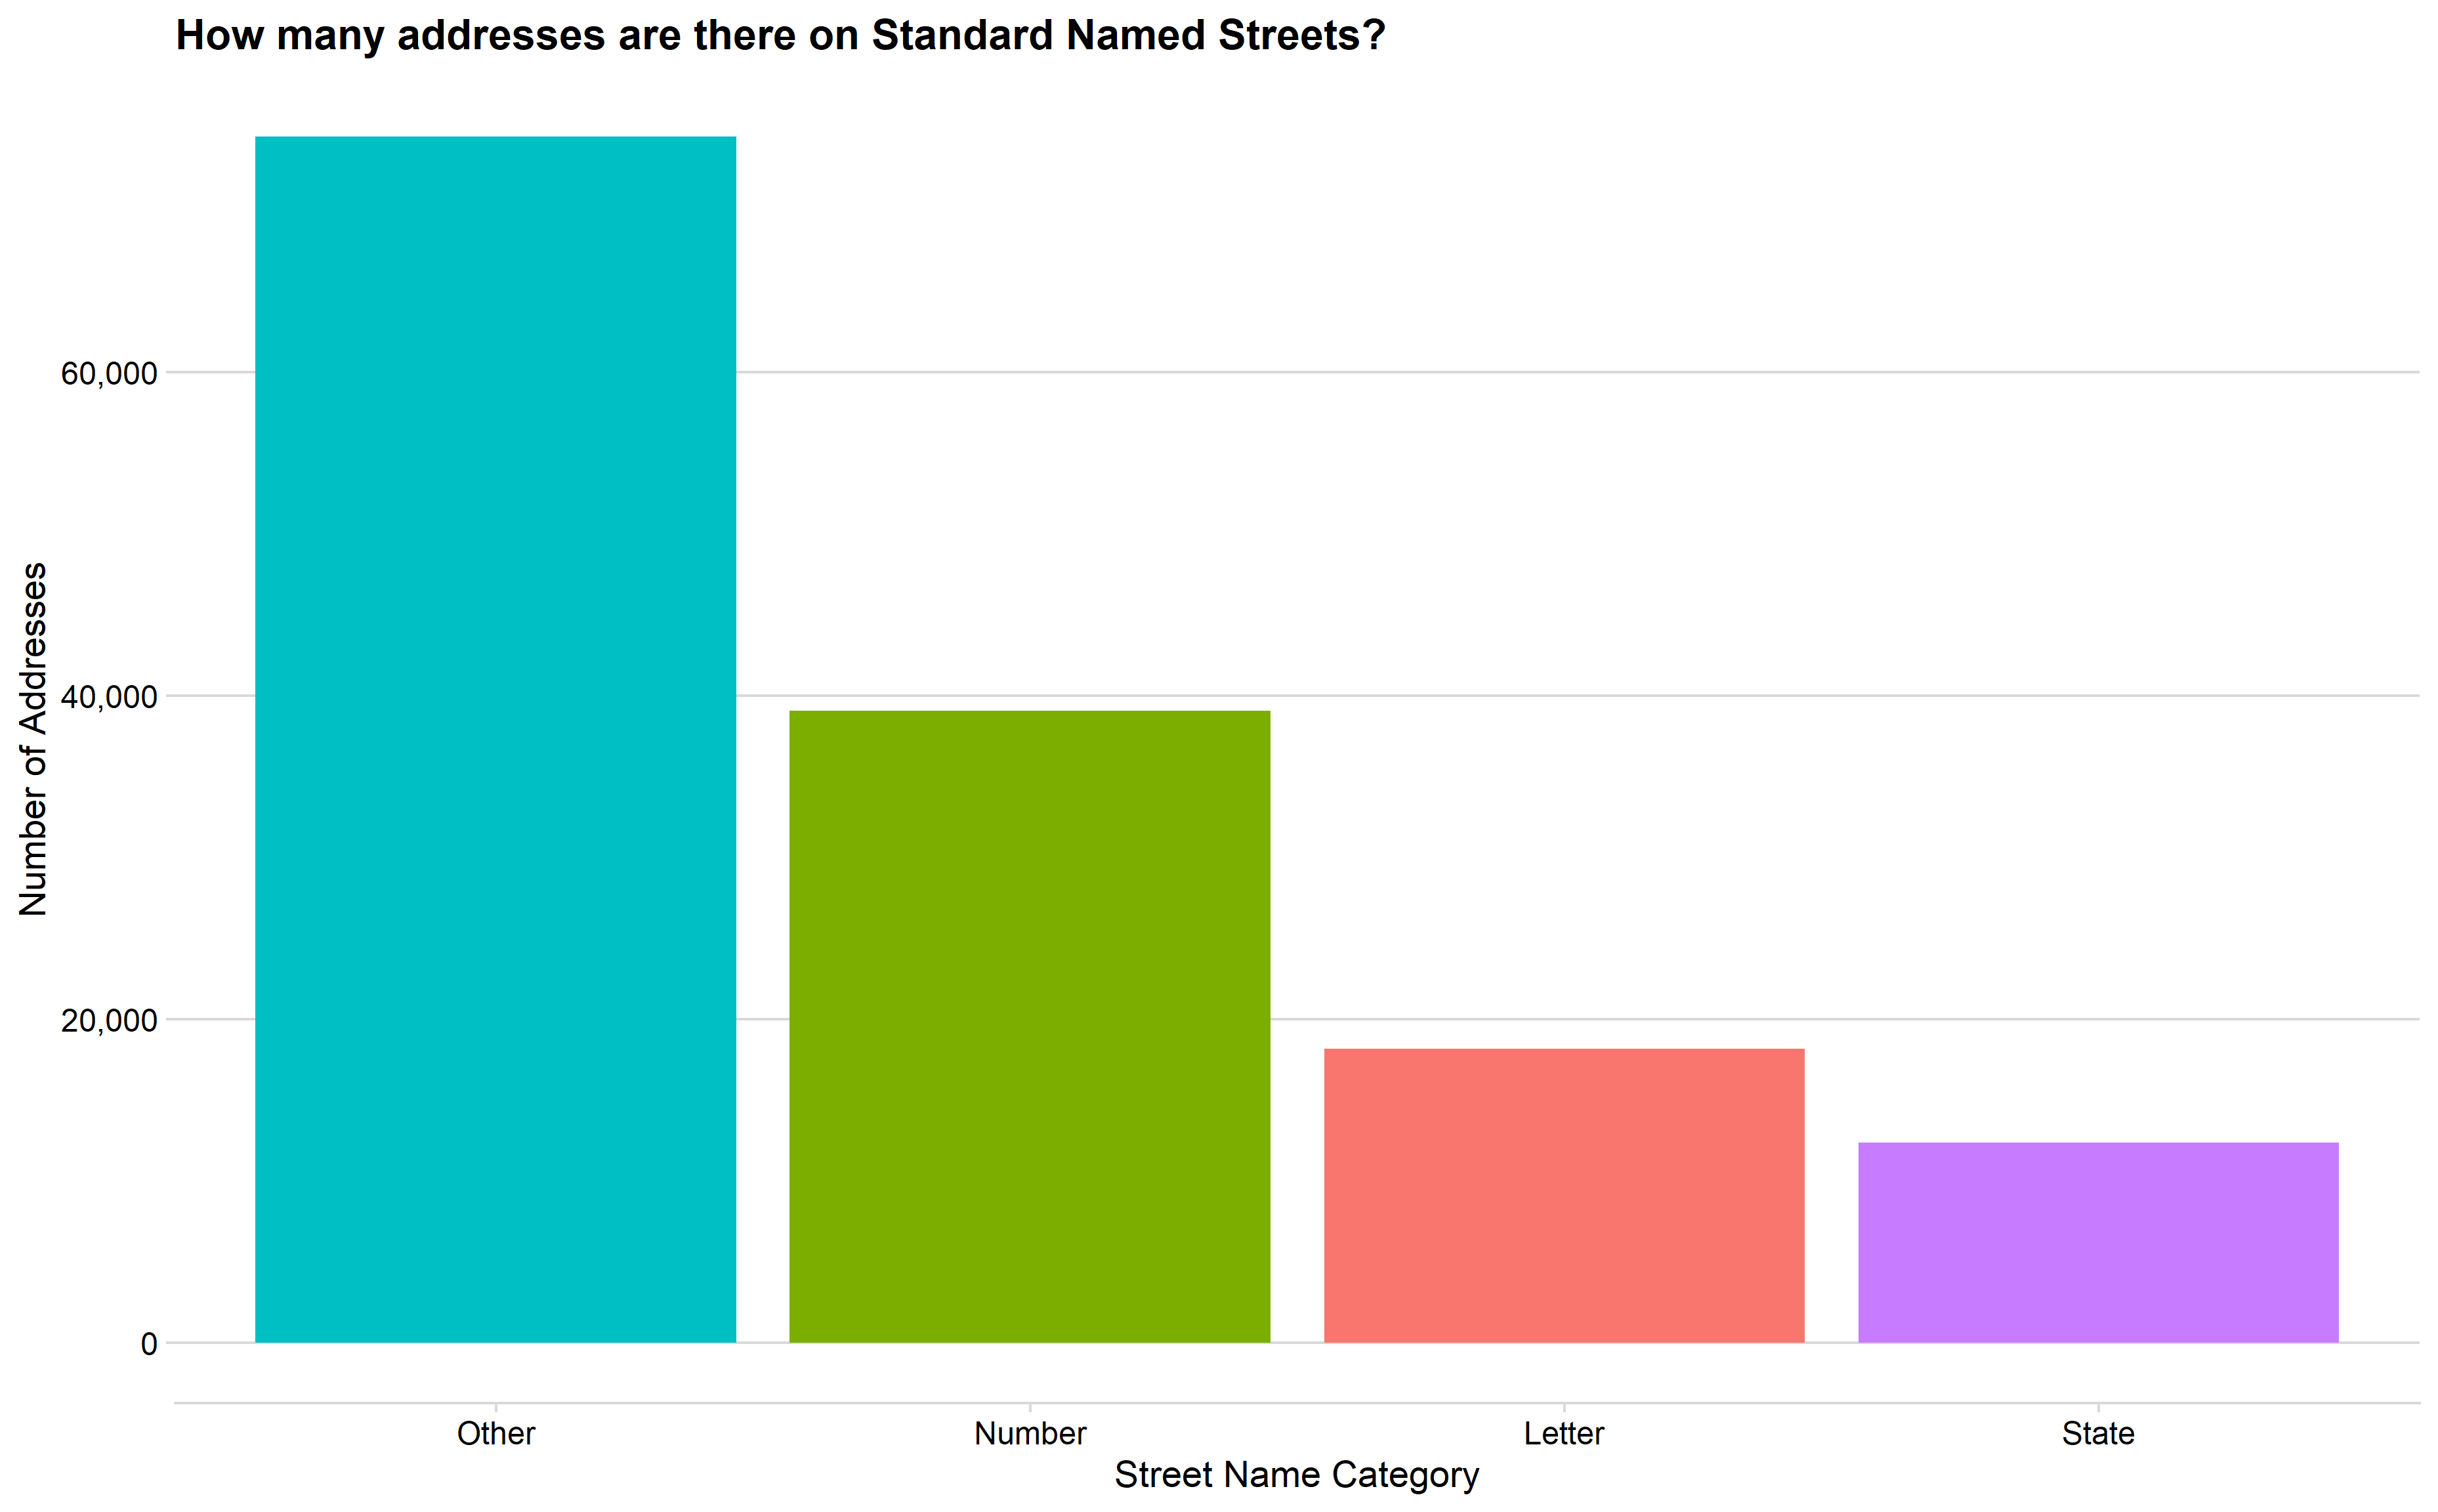 How many addresses are there on Standard Named Streets?
Number of Addresses
60,000
40,000
20,000
0
Other
Number
Letter
State
Street Name Category